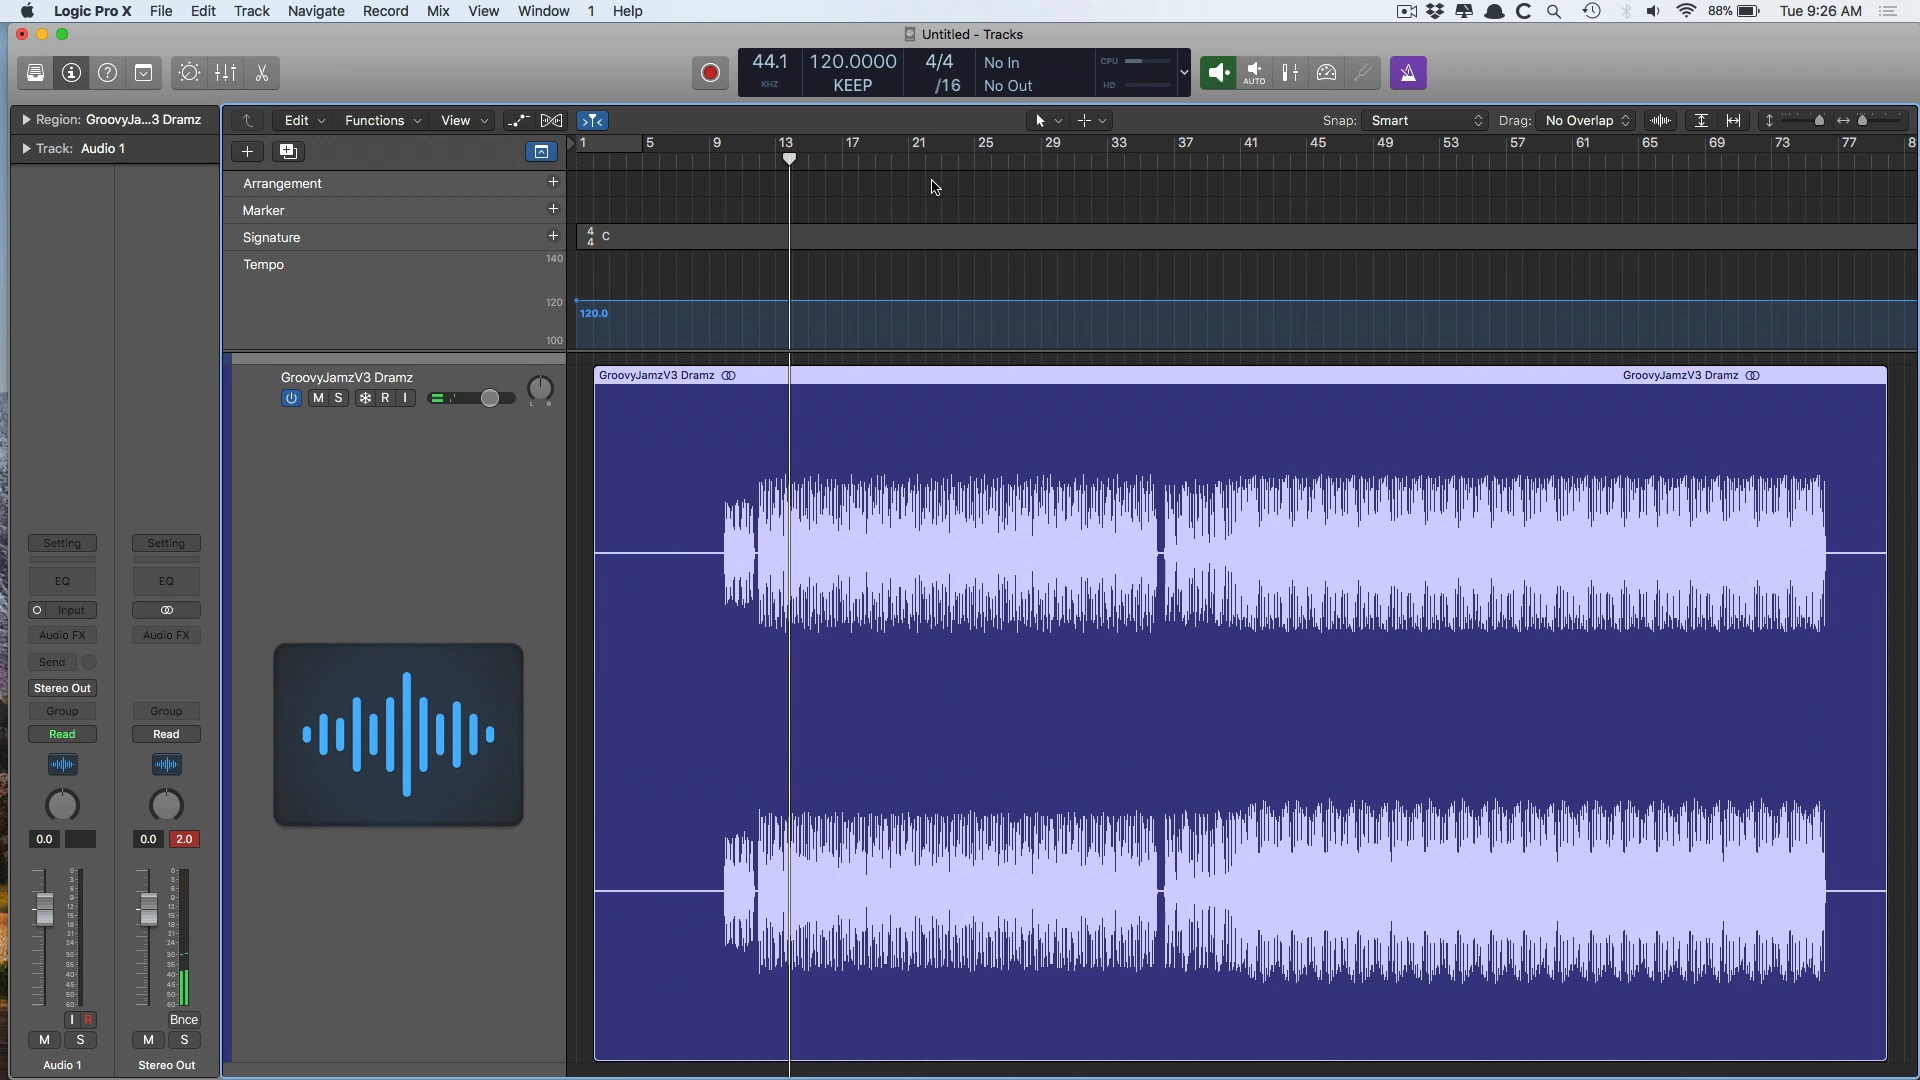 Logic Pro X File Edit Track Navigate Record Mix View Window 1 Help 88% Tue 9:26 AM
Untitled - Tracks
44.1 120.0000 4/4 No In CPU
KHZ KEEP /16 No Out HD
AUTO
Region: GroovyJa...3 Dramz
Track: Audio 1
Edit Functions View Snap: Smart Drag: No Overlap
1 5 9 13 17 21 25 29 33 37 41 45 49 53 57 61 65 69 73 77 8
Arrangement
Marker
Signature 4/4 C
Tempo 140
120
120.0
100
GroovyJamzV3 Dramz
M S R I L R
GroovyJamzV3 Dramz GroovyJamzV3 Dramz
Setting Setting
EQ EQ
Input
Audio FX Audio FX
Send
Stereo Out
Group Group
Read Read
0.0 0.0 2.0
I R Bnce
M S M S
Audio 1 Stereo Out